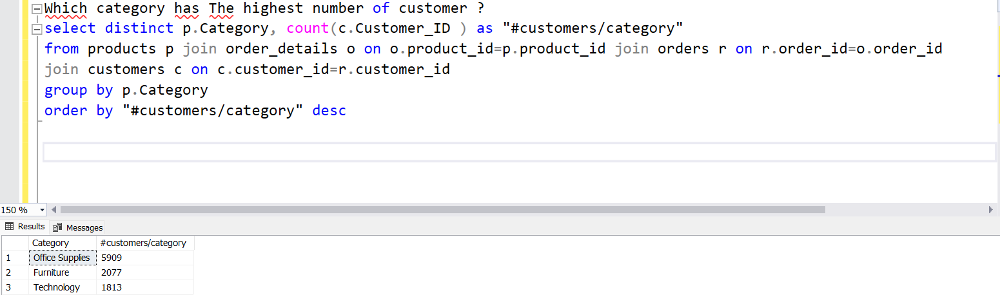 Which category has The highest number of customer ?
select distinct p.Category, count(c.Customer_ID ) as "#customers/category"
from products p join order_details o on o.product_id=p.product_id join orders r on r.order_id=o.order_id
join customers c on c.customer_id=r.customer_id
group by p.Category
order by "#customers/category" desc
150 %
Results Messages
Category #customers/category
1 Office Supplies 5909
2 Furniture 2077
3 Technology 1813